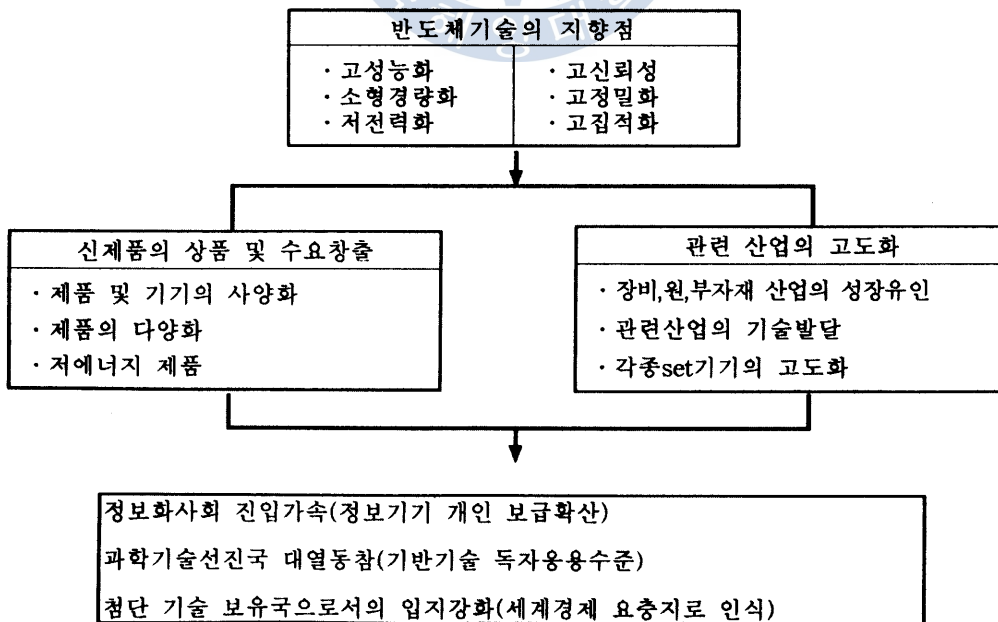 반도체기술의 지향점
· 고성능화
· 소형경량화
· 저전력화
· 고신뢰성
· 고정밀화
· 고집적화
신제품의 상품 및 수요창출
· 제품 및 기기의 사양화
· 제품의 다양화
· 저에너지 제품
관련 산업의 고도화
· 장비,원,부자재 산업의 성장유인
· 관련산업의 기술발달
· 각종set기기의 고도화
정보화사회 진입가속(정보기기 개인 보급확산)
과학기술선진국 대열동참(기반기술 독자응용수준)
첨단 기술 보유국으로서의 입지강화(세계경제 요충지로 인식)